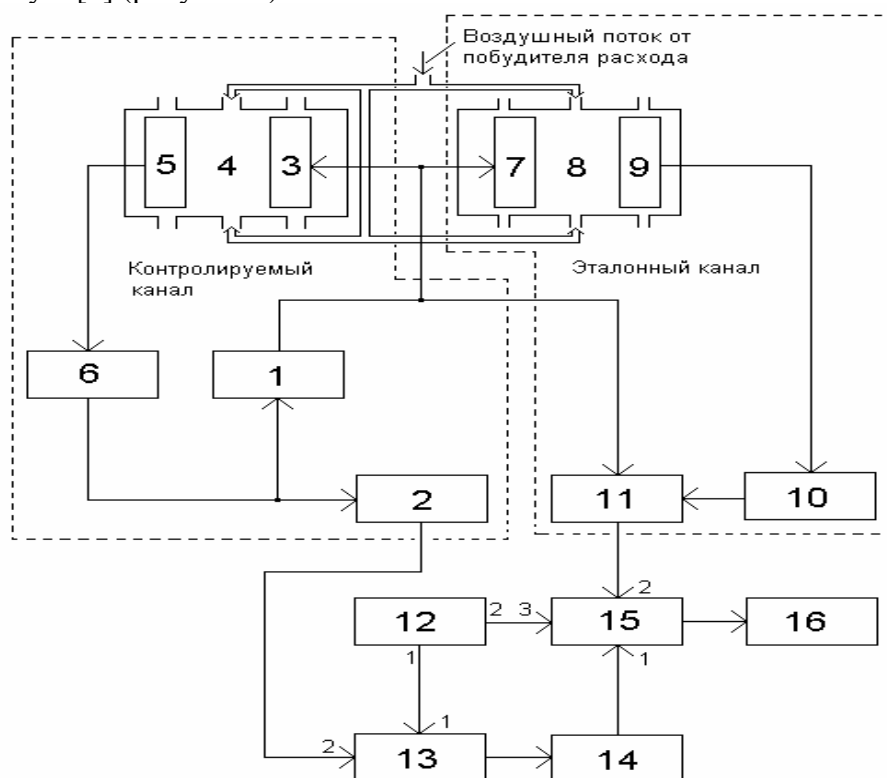 Воздушный поток от
побудителя расхода
5 4 3 7 8 9
Контролируемый
канал
Эталонный канал
6 1
2 11 10
12 2 3 15 2 16
1 1
1
2 13 14